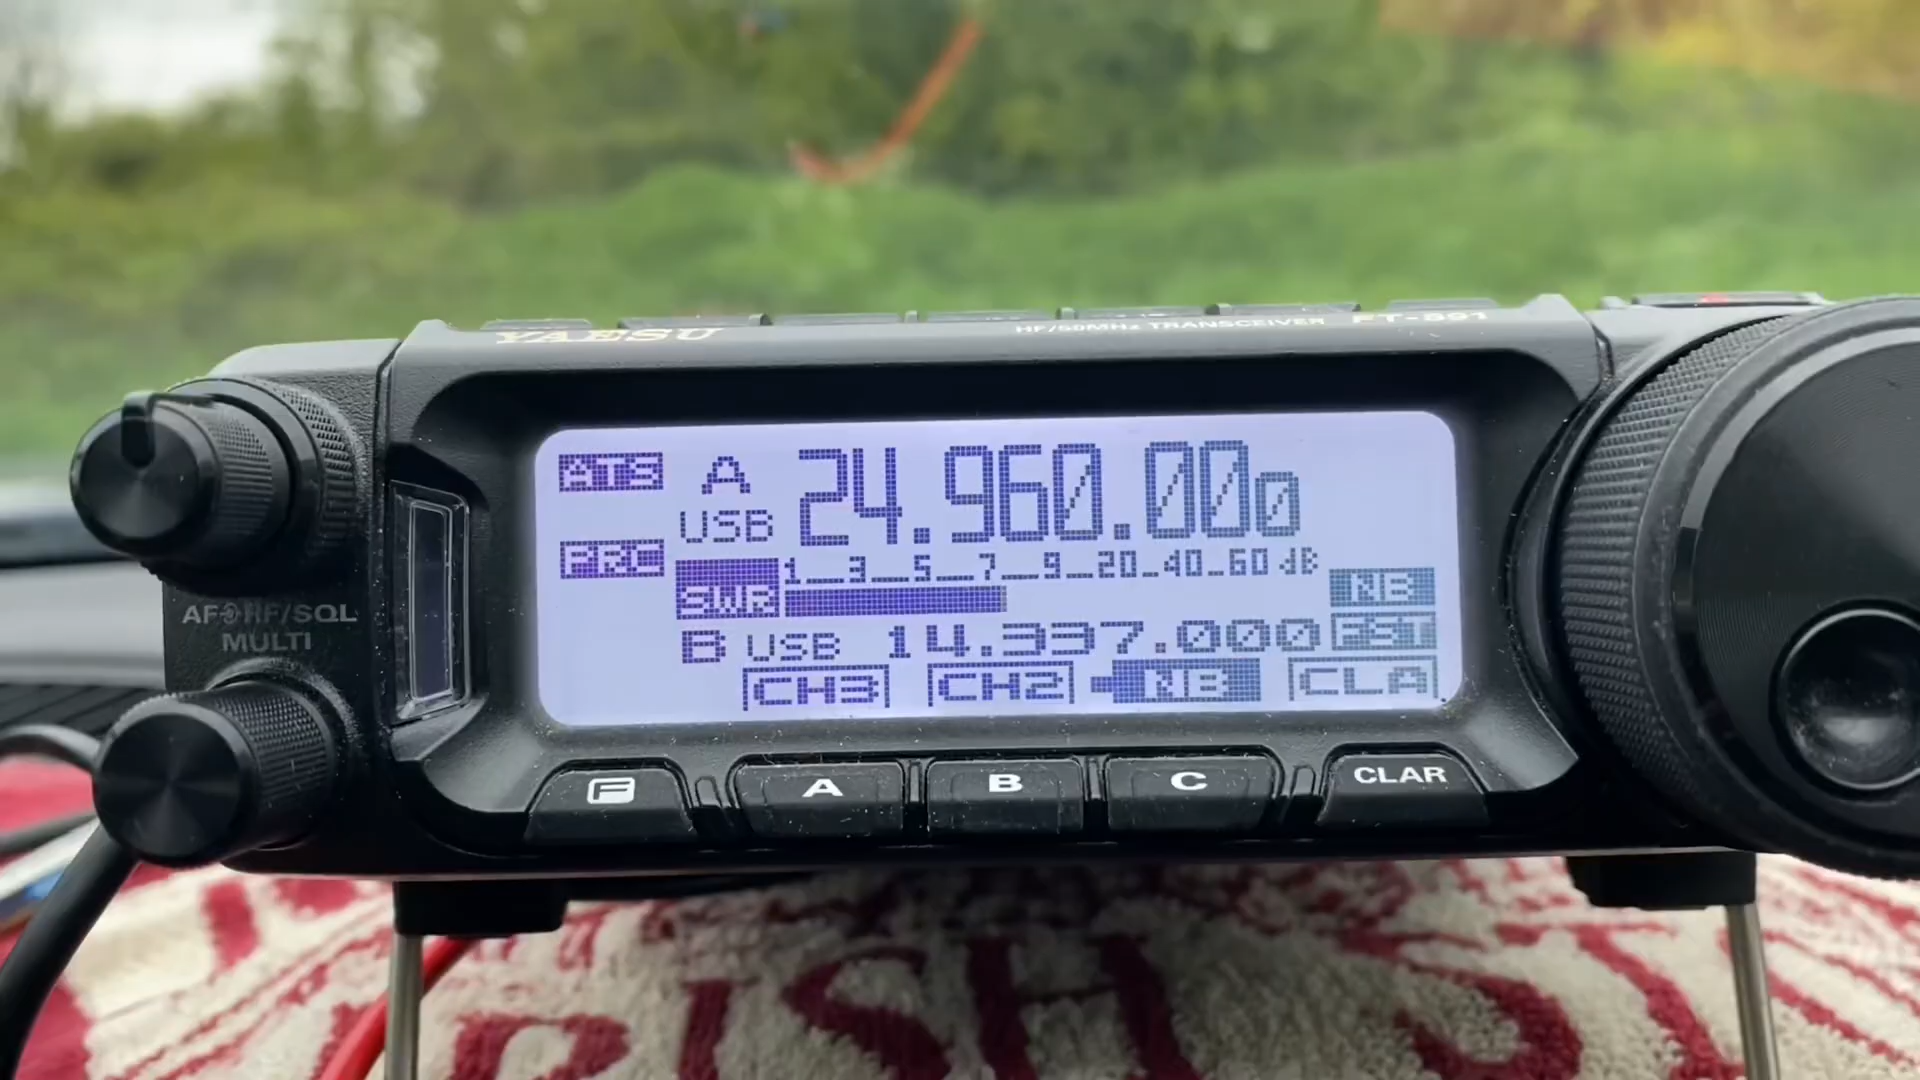 YAESU HF/50MHz TRANSCEIVER FT-891
ATS A 24.960.000
USB
PRC 1 3 5 7 9 20 40 60 dB
SWR NB
B USB 14.337.000 FST
CH3 CH2 NB CLA
AF RF/SQL
MULTI
F A B C CLAR